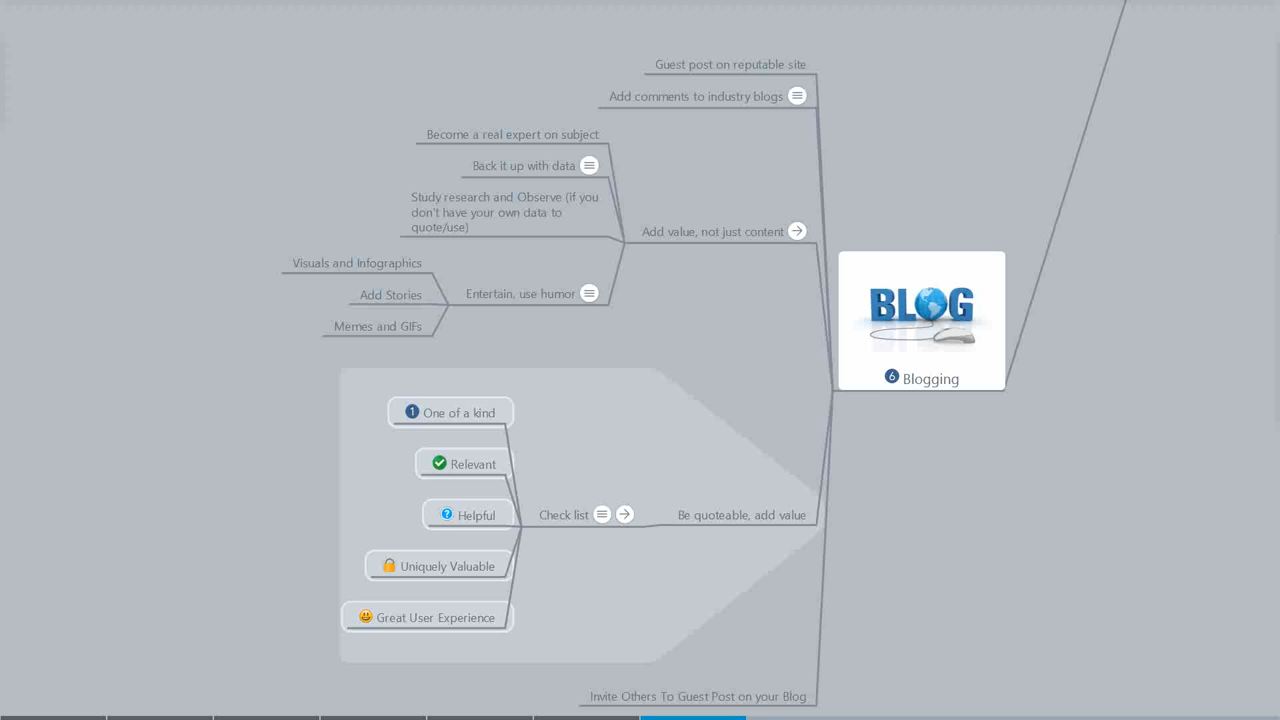 Guest post on reputable site
Add comments to industry blogs
Become a real expert on subject
Back it up with data
Study research and Observe (if you
don't have your own data to
quote/use)
Add value, not just content
Visuals and Infographics
Add Stories
Memes and GIFs
Entertain, use humor
BLOG
6 Blogging
1 One of a kind
Relevant
? Helpful
Uniquely Valuable
Great User Experience
Check list
Be quoteable, add value
Invite Others To Guest Post on your Blog